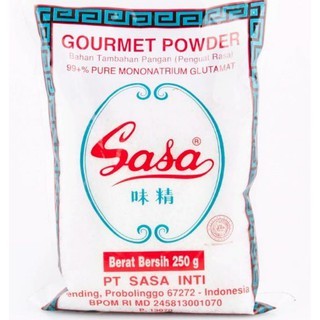 GOURMET POWDER
Bahan Tambahan Pangan (Penguat Rasa)
99+% PURE MONONATRIUM GLUTAMAT
Sasa®
味精
Berat Bersih 250 g
PT SASA INTI
ending, Probolinggo 67272 - Indonesia
BPOM RI MD 245813001070